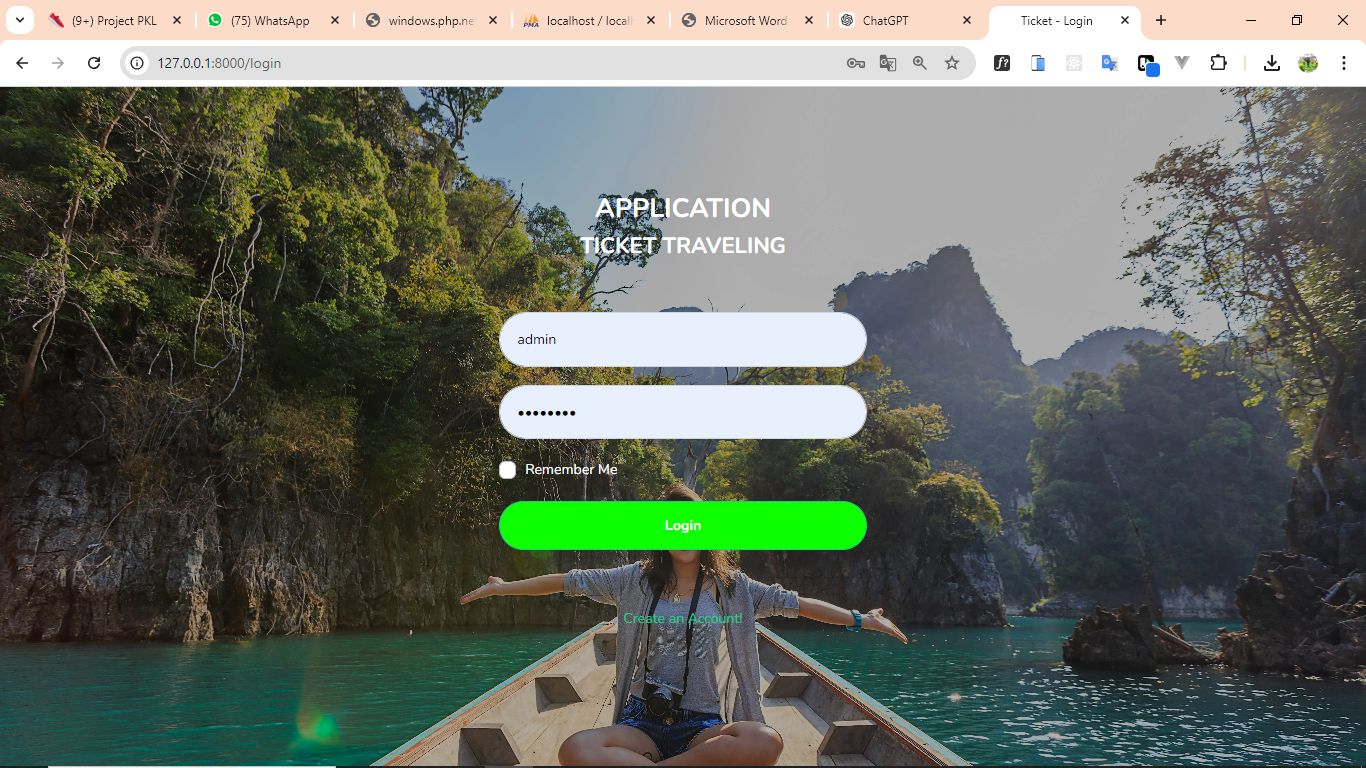 (9+) Project PKL
(75) WhatsApp
windows.php.ne
localhost / local
Microsoft Word
ChatGPT
Ticket - Login
127.0.0.1:8000/login
APPLICATION
TICKET TRAVELING
admin
••••••••
Remember Me
Login
Create an Account!